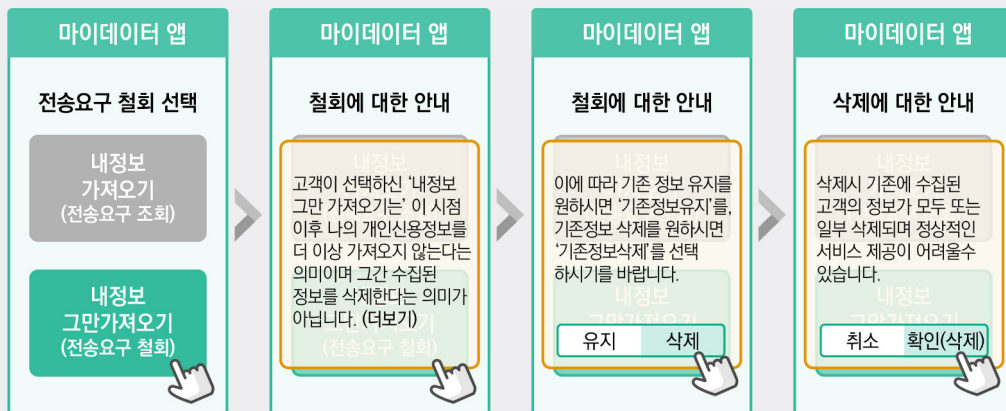 마이데이터 앱
전송요구 철회 선택
내정보
가져오기
(전송요구 조회)
내정보
그만가져오기
(전송요구 철회)
마이데이터 앱
철회에 대한 안내
고객이 선택하신 ‘내정보
그만 가져오기는’ 이 시점
이후 나의 개인신용정보를
더 이상 가져오지 않는다는
의미이며 그간 수집된
정보를 삭제한다는 의미가
아닙니다. (더보기)
(전송요구 철회)
마이데이터 앱
철회에 대한 안내
이에 따라 기존 정보 유지를
원하시면 ‘기존정보유지’를,
기존정보 삭제를 원하시면
‘기존정보삭제’를 선택
하시기를 바랍니다.
내정보
유지 삭제
마이데이터 앱
삭제에 대한 안내
삭제시 기존에 수집된
고객의 정보가 모두 또는
일부 삭제되며 정상적인
서비스 제공이 어려울수
있습니다.
내정보
취소 확인(삭제)